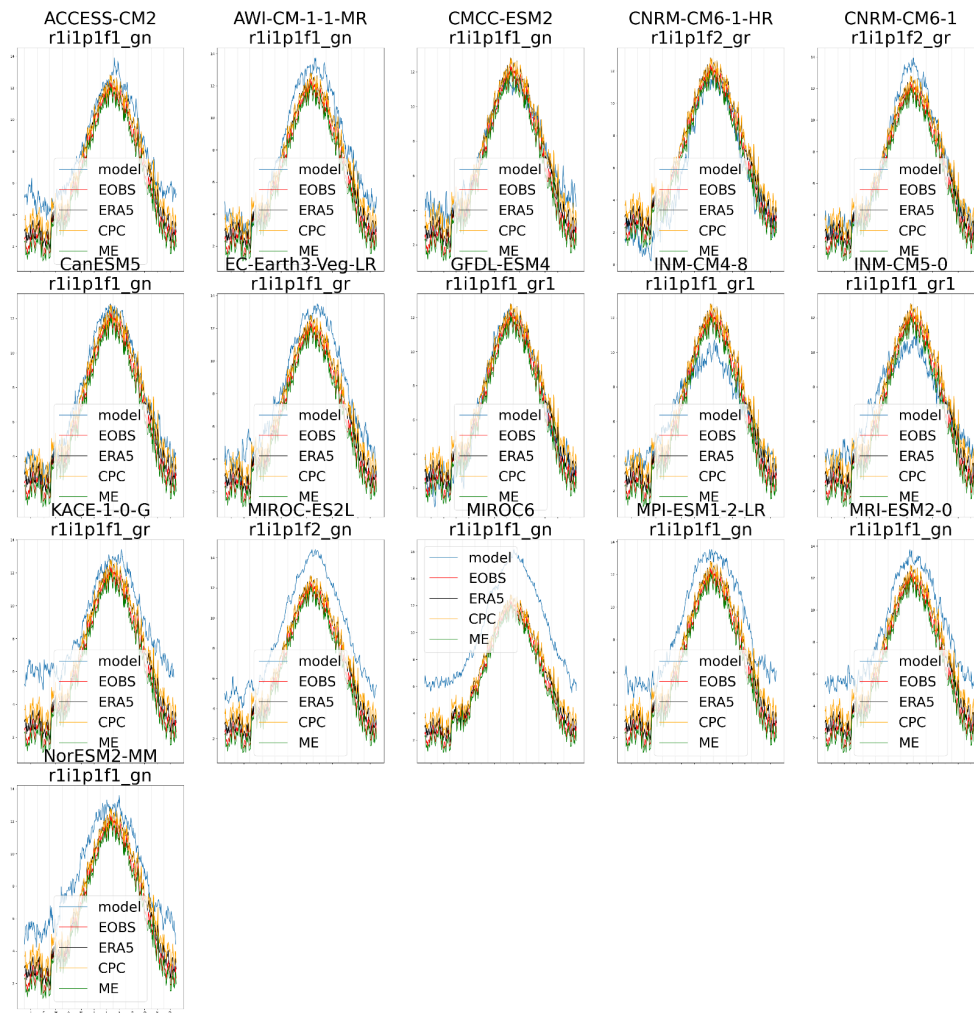 ACCESS-CM2
r1i1p1f1_gn
model
EOBS
ERA5
CPC
ME
AWI-CM-1-1-MR
r1i1p1f1_gn
model
EOBS
ERA5
CPC
ME
CMCC-ESM2
r1i1p1f1_gn
model
EOBS
ERA5
CPC
ME
CNRM-CM6-1-HR
r1i1p1f2_gr
model
EOBS
ERA5
CPC
ME
CNRM-CM6-1
r1i1p1f2_gr
model
EOBS
ERA5
CPC
ME
CanESM5
r1i1p1f1_gn
model
EOBS
ERA5
CPC
ME
EC-Earth3-Veg-LR
r1i1p1f1_gr
model
EOBS
ERA5
CPC
ME
GFDL-ESM4
r1i1p1f1_gr1
model
EOBS
ERA5
CPC
ME
INM-CM4-8
r1i1p1f1_gr1
model
EOBS
ERA5
CPC
ME
INM-CM5-0
r1i1p1f1_gr1
model
EOBS
ERA5
CPC
ME
KACE-1-0-G
r1i1p1f1_gr
model
EOBS
ERA5
CPC
ME
MIROC-ES2L
r1i1p1f2_gn
model
EOBS
ERA5
CPC
ME
MIROC6
r1i1p1f1_gn
model
EOBS
ERA5
CPC
ME
MPI-ESM1-2-LR
r1i1p1f1_gn
model
EOBS
ERA5
CPC
ME
MRI-ESM2-0
r1i1p1f1_gn
model
EOBS
ERA5
CPC
ME
NorESM2-MM
r1i1p1f1_gn
model
EOBS
ERA5
CPC
ME